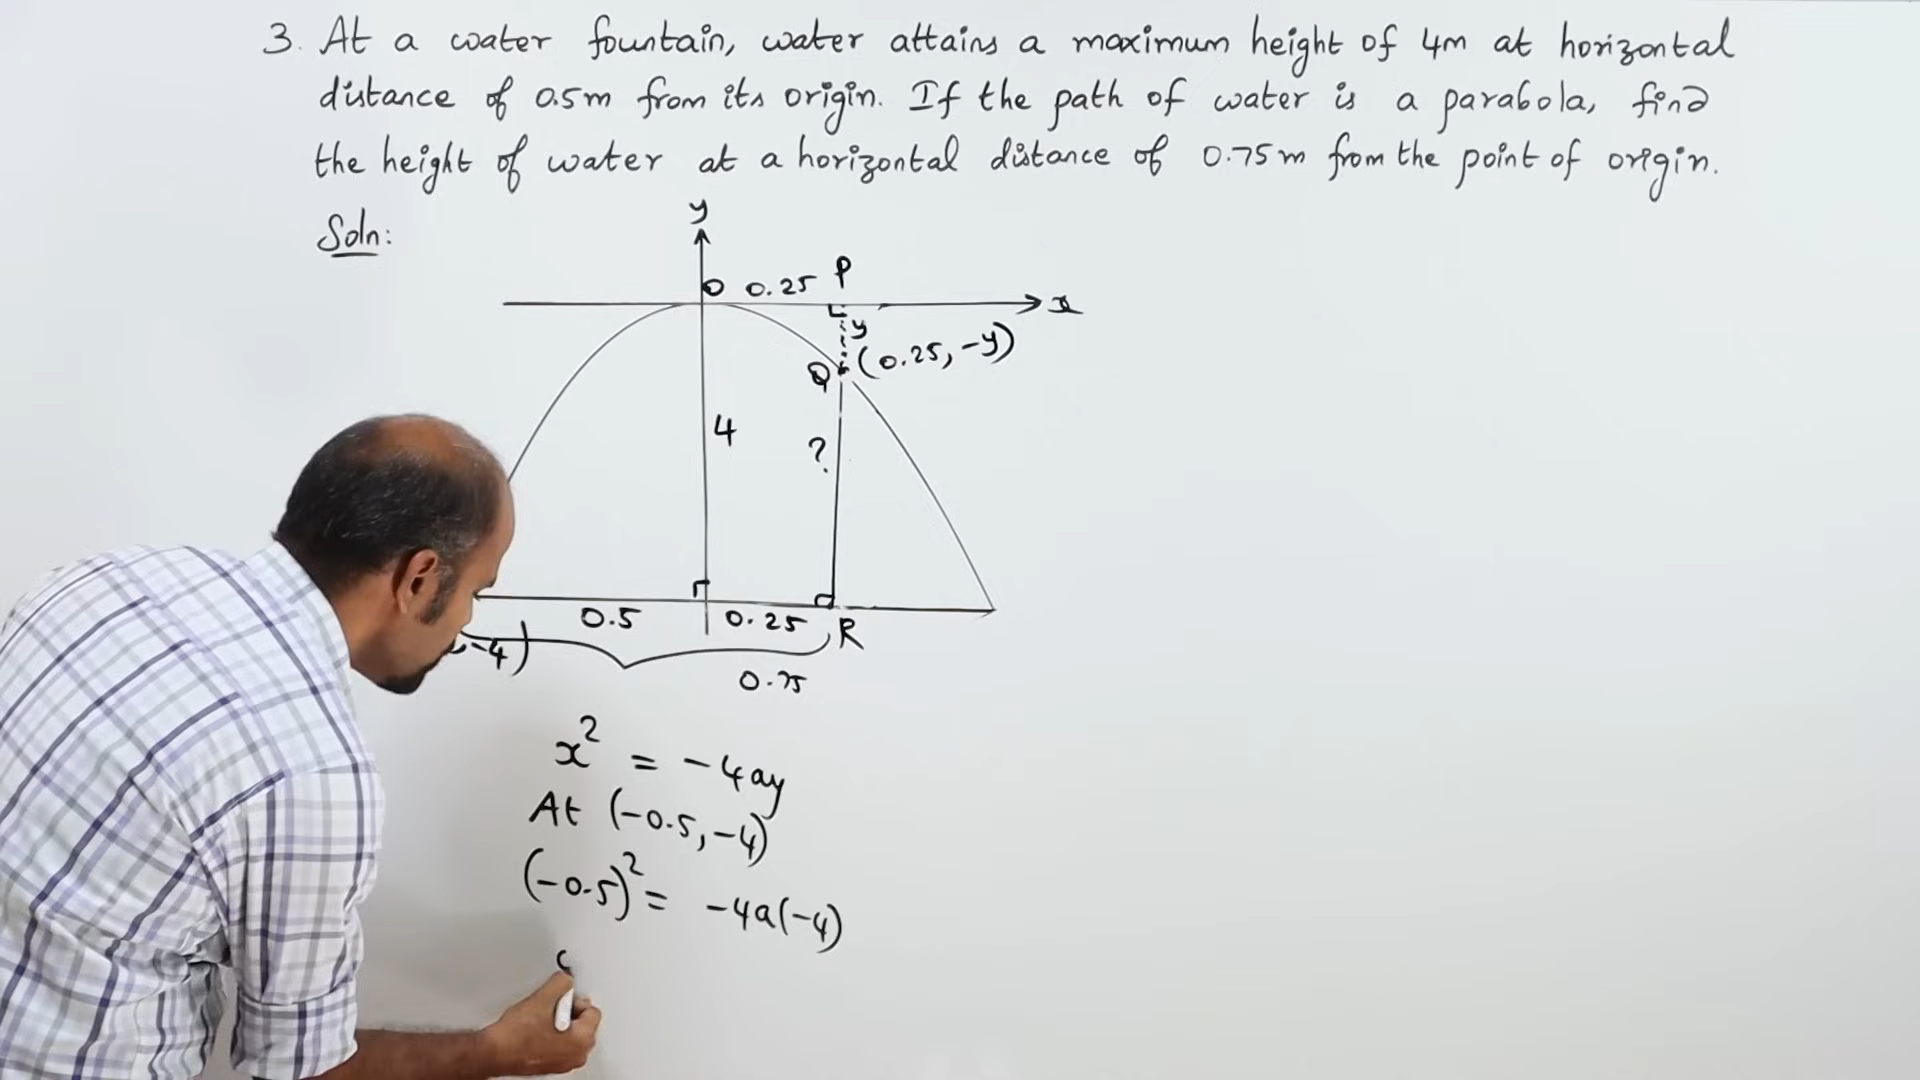 3. At a water fountain, water attains a maximum height of 4m at horizontal
distance of 0.5m from its origin. If the path of water is a parabola, find
the height of water at a horizontal distance of 0.75m from the point of origin.
Soln:
y
O 0.25 P
x
y
Q (0.25, -y)
4
?
0.5 0.25 R
-4)
0.75
x² = -4ay
At (-0.5, -4)
(-0.5)² = -4a(-4)